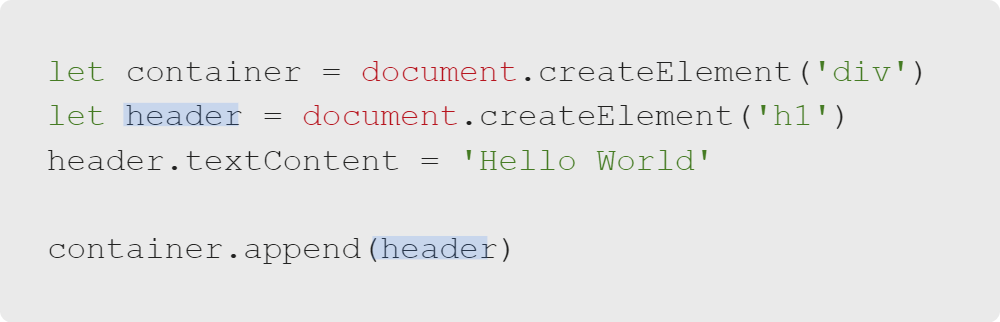 let container = document.createElement('div')
let header = document.createElement('h1')
header.textContent = 'Hello World'
container.append(header)